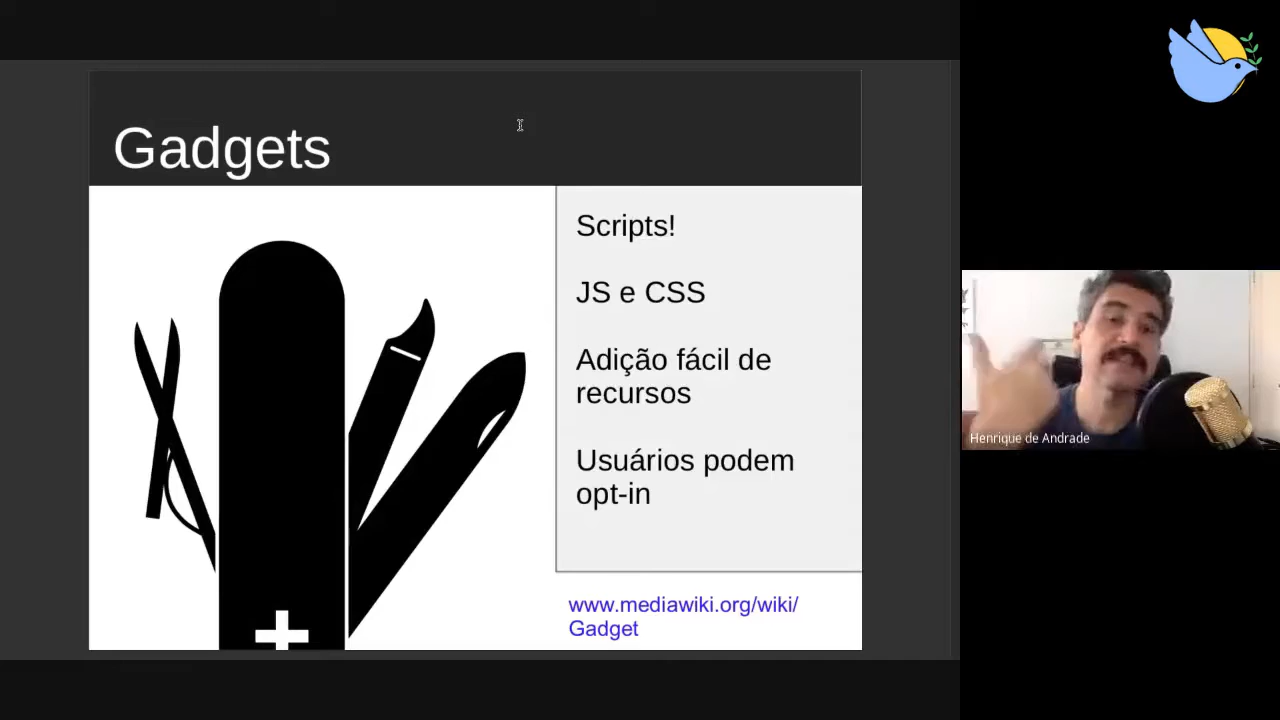 Gadgets
Scripts!
JS e CSS
Adição fácil de
recursos
Usuários podem
opt-in
www.mediawiki.org/wiki/
Gadget
Henrique de Andrade